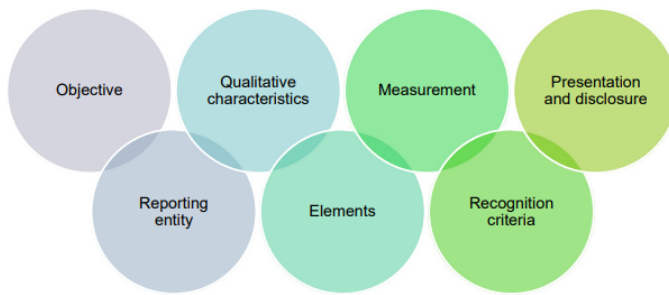 Objective
Qualitative
characteristics
Measurement
Presentation
and disclosure
Reporting
entity
Elements
Recognition
criteria